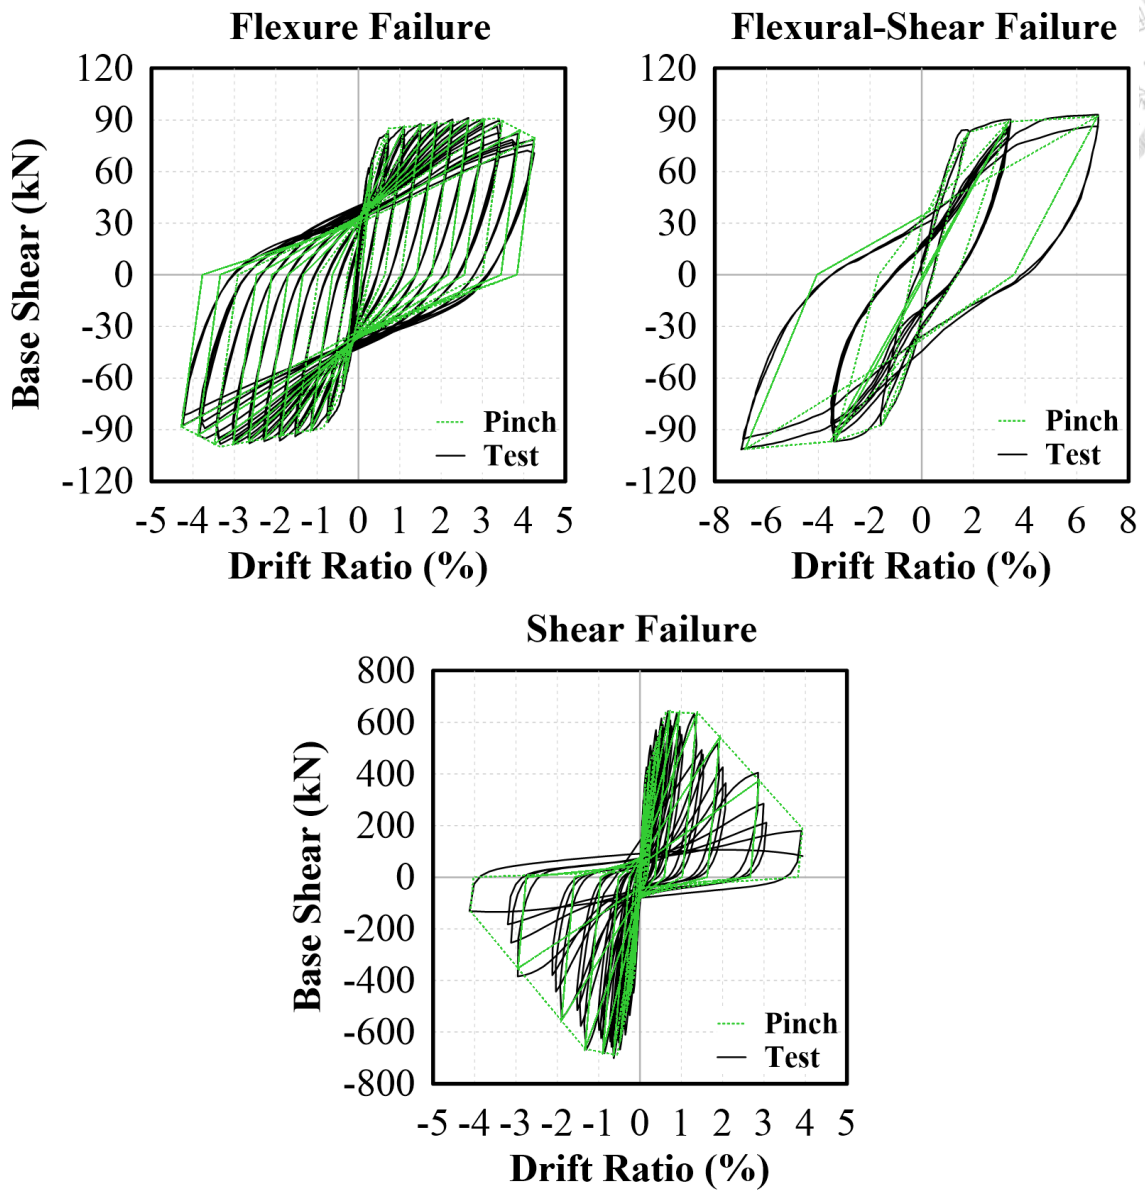 Flexure Failure
120
90
60
30
0
-30
-60
-90
-120
Base Shear (kN)
Pinch
Test
-5 -4 -3 -2 -1 0 1 2 3 4 5
Drift Ratio (%)
Flexural-Shear Failure
120
90
60
30
0
-30
-60
-90
-120
Pinch
Test
-8 -6 -4 -2 0 2 4 6 8
Drift Ratio (%)
Shear Failure
800
600
400
200
0
-200
-400
-600
-800
Base Shear (kN)
Pinch
Test
-5 -4 -3 -2 -1 0 1 2 3 4 5
Drift Ratio (%)